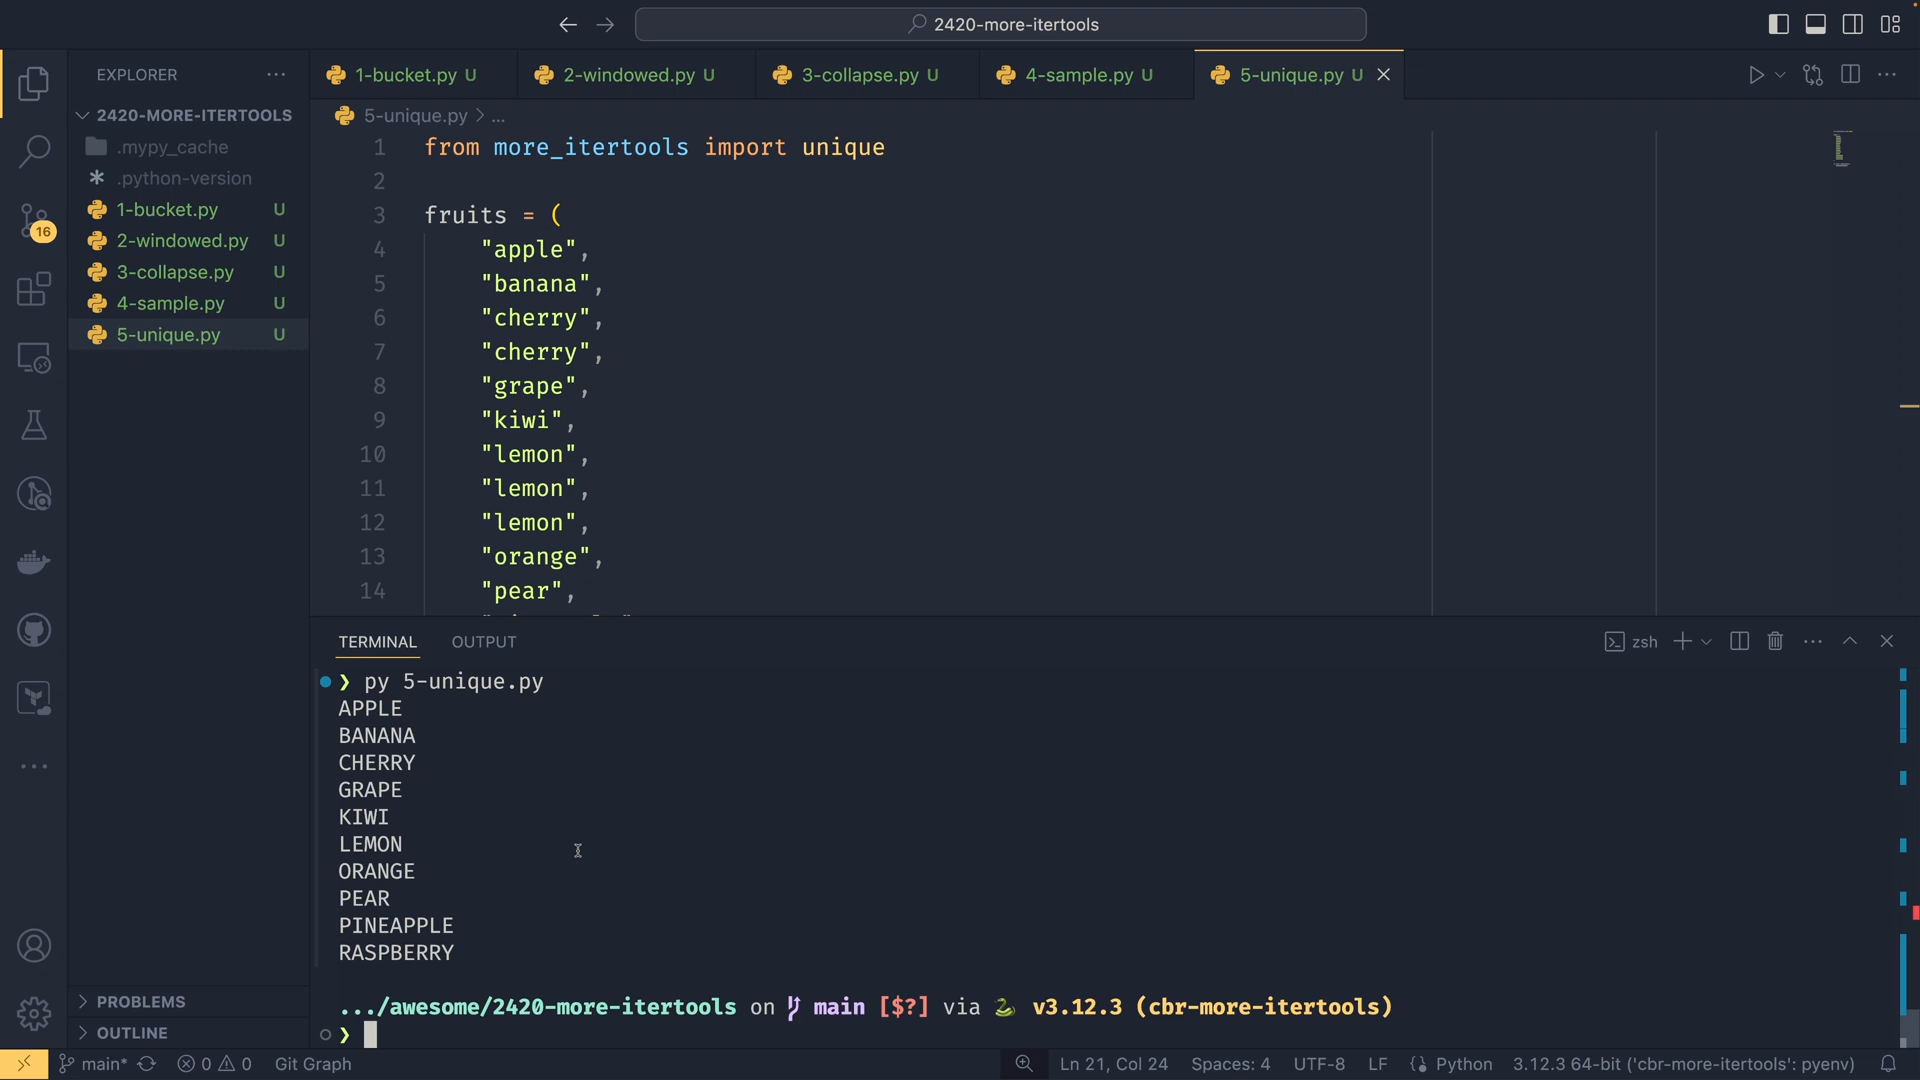 2420-more-itertools
EXPLORER
1-bucket.py U
2-windowed.py U
3-collapse.py U
4-sample.py U
5-unique.py U
2420-MORE-ITERTOOLS
.mypy_cache
.python-version
1-bucket.py U
2-windowed.py U
3-collapse.py U
4-sample.py U
5-unique.py U
16
PROBLEMS
OUTLINE
5-unique.py > ...
1 from more_itertools import unique
2
3 fruits = (
4 "apple",
5 "banana",
6 "cherry",
7 "cherry",
8 "grape",
9 "kiwi",
10 "lemon",
11 "lemon",
12 "lemon",
13 "orange",
14 "pear",
TERMINAL OUTPUT
zsh
❯ py 5-unique.py
APPLE
BANANA
CHERRY
GRAPE
KIWI
LEMON
ORANGE
PEAR
PINEAPPLE
RASPBERRY
.../awesome/2420-more-itertools on main [$?] via v3.12.3 (cbr-more-itertools)
❯
main* 0 0 Git Graph Ln 21, Col 24 Spaces: 4 UTF-8 LF Python 3.12.3 64-bit ('cbr-more-itertools': pyenv)